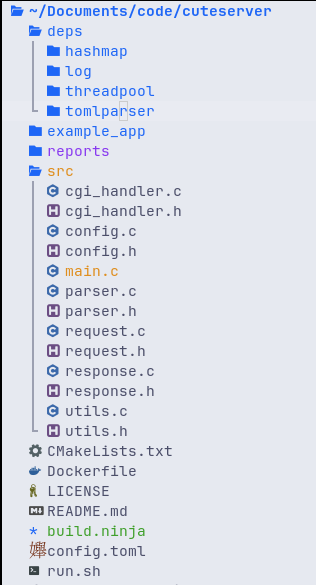 ~/Documents/code/cuteserver
deps
hashmap
log
threadpool
tomlparser
example_app
reports
src
cgi_handler.c
cgi_handler.h
config.c
config.h
main.c
parser.c
parser.h
request.c
request.h
response.c
response.h
utils.c
utils.h
CMakeLists.txt
Dockerfile
LICENSE
README.md
build.ninja
config.toml
run.sh